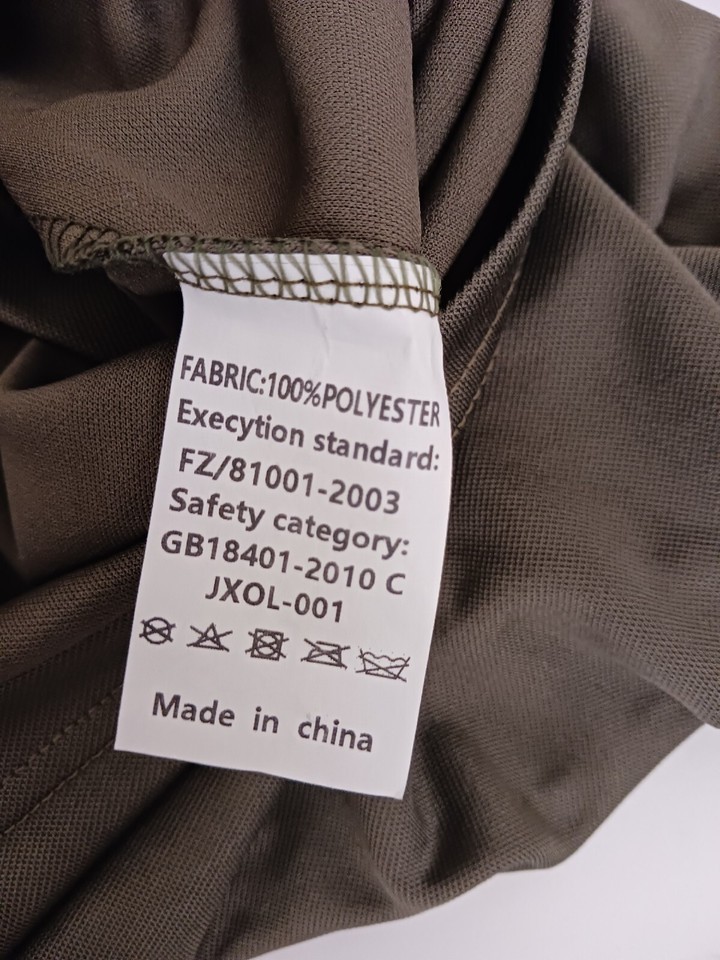 FABRIC:100%POLYESTER
Execytion standard:
FZ/81001-2003
Safety category:
GB18401-2010 C
JXOL-001
Made in china